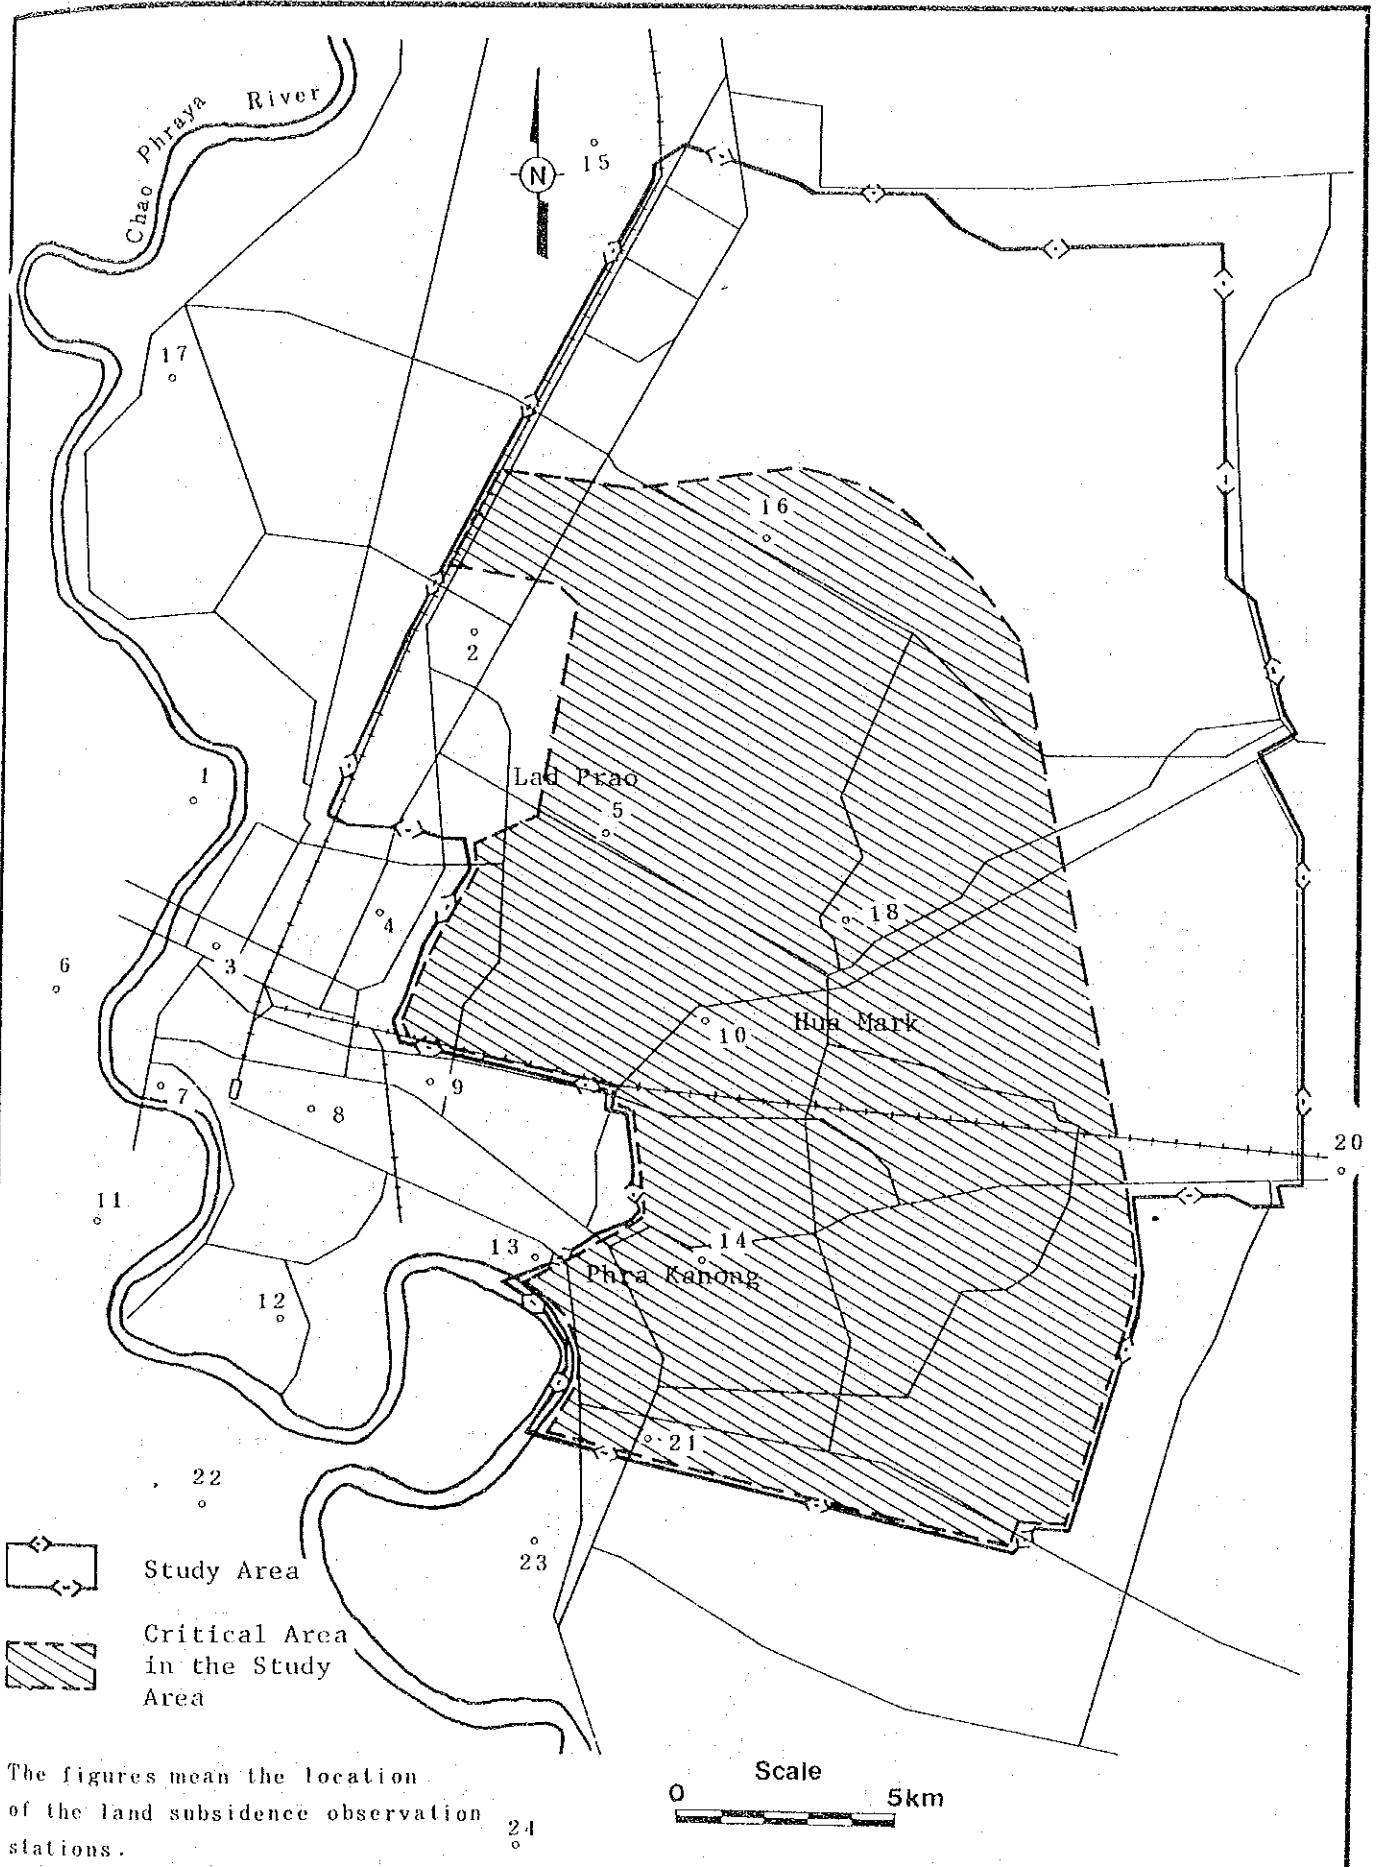 Chao Phraya River
N
15
17
16
2
1
Lad Prao
5
4
18
3
6
10
Hua Mark
9
7
8
20
11
14
13
Phra Kanong
12
21
22
23
Study Area
Critical Area
in the Study
Area
The figures mean the location
of the land subsidence observation
stations.
24
Scale
0 5km